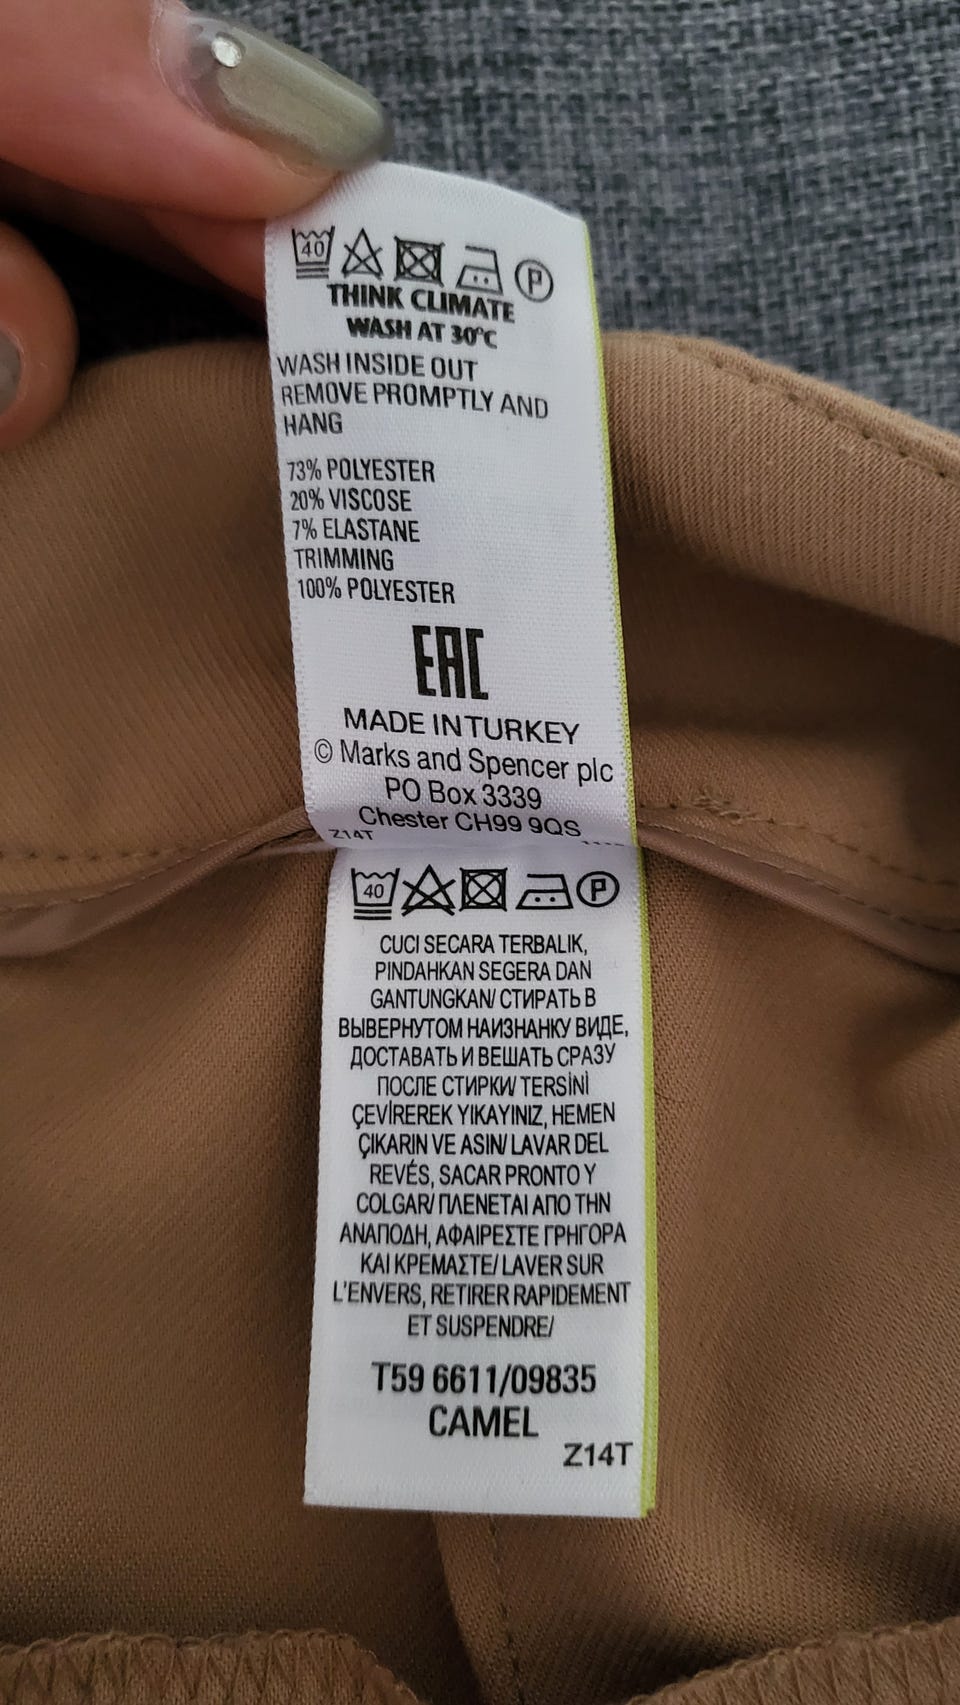 40 P
THINK CLIMATE
WASH AT 30°C
WASH INSIDE OUT
REMOVE PROMPTLY AND
HANG
73% POLYESTER
20% VISCOSE
7% ELASTANE
TRIMMING
100% POLYESTER
EAC
MADE IN TURKEY
© Marks and Spencer plc
PO Box 3339
Chester CH99 9QS
Z14T
40 P
CUCI SECARA TERBALIK,
PINDAHKAN SEGERA DAN
GANTUNGKAN/ СТИРАТЬ В
ВЫВЕРНУТОМ НАИЗНАНКУ ВИДЕ,
ДОСТАВАТЬ И ВЕШАТЬ СРАЗУ
ПОСЛЕ СТИРКИ/ TERSİNİ
ÇEVİREREK YIKAYINIZ, HEMEN
ÇIKARIN VE ASIN/ LAVAR DEL
REVÉS, SACAR PRONTO Y
COLGAR/ ΠΛΕΝΕΤΑΙ ΑΠΟ ΤΗΝ
ΑΝΑΠΟΔΗ, ΑΦΑΙΡΕΣΤΕ ΓΡΗΓΟΡΑ
ΚΑΙ ΚΡΕΜΑΣΤΕ/ LAVER SUR
L'ENVERS, RETIRER RAPIDEMENT
ET SUSPENDRE/
T59 6611/09835
CAMEL
Z14T